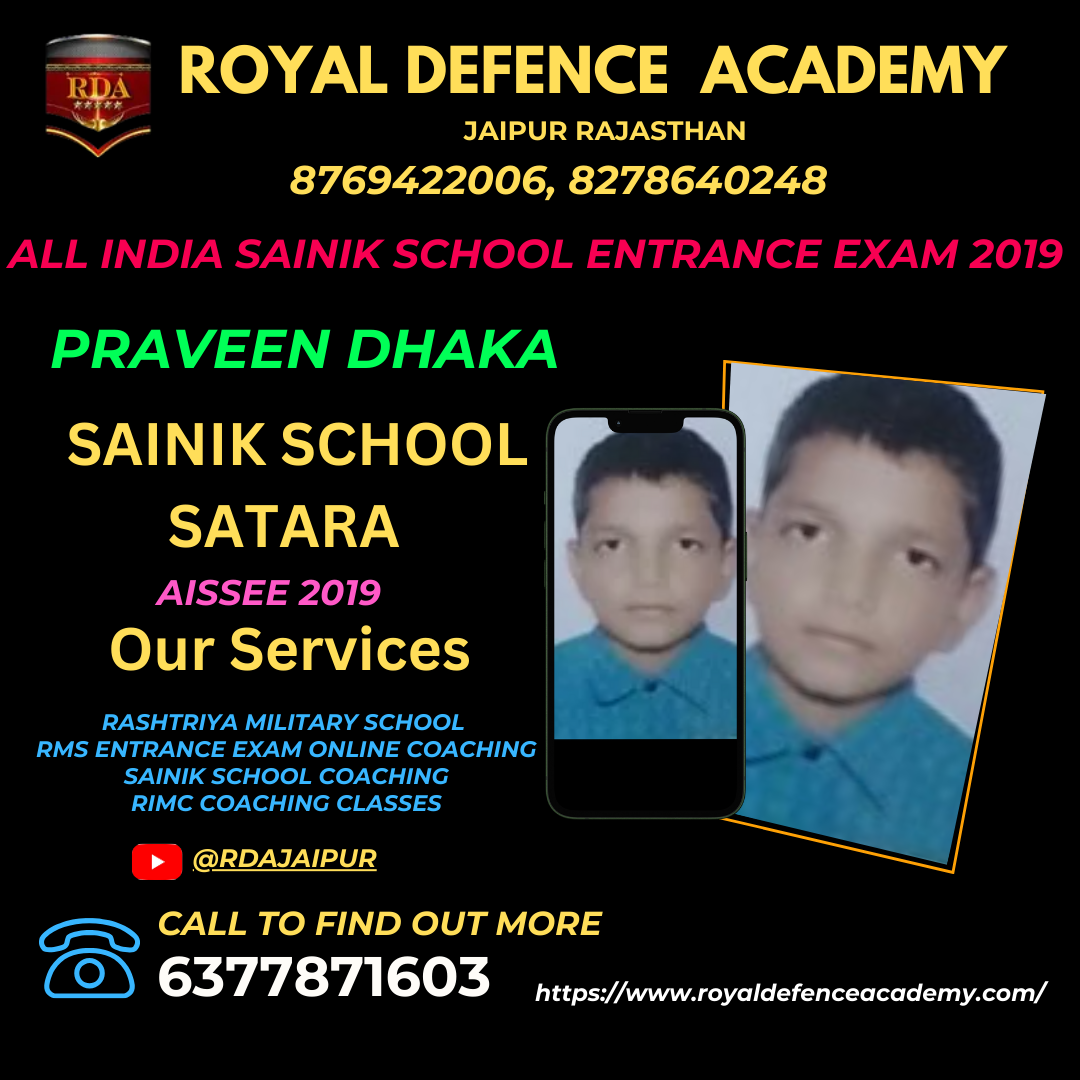 RDA
ROYAL DEFENCE ACADEMY
JAIPUR RAJASTHAN
8769422006, 8278640248
ALL INDIA SAINIK SCHOOL ENTRANCE EXAM 2019
PRAVEEN DHAKA
SAINIK SCHOOL
SATARA
AISSEE 2019
Our Services
RASHTRIYA MILITARY SCHOOL
RMS ENTRANCE EXAM ONLINE COACHING
SAINIK SCHOOL COACHING
RIMC COACHING CLASSES
@RDAJAIPUR
CALL TO FIND OUT MORE
6377871603
https://www.royaldefenceacademy.com/